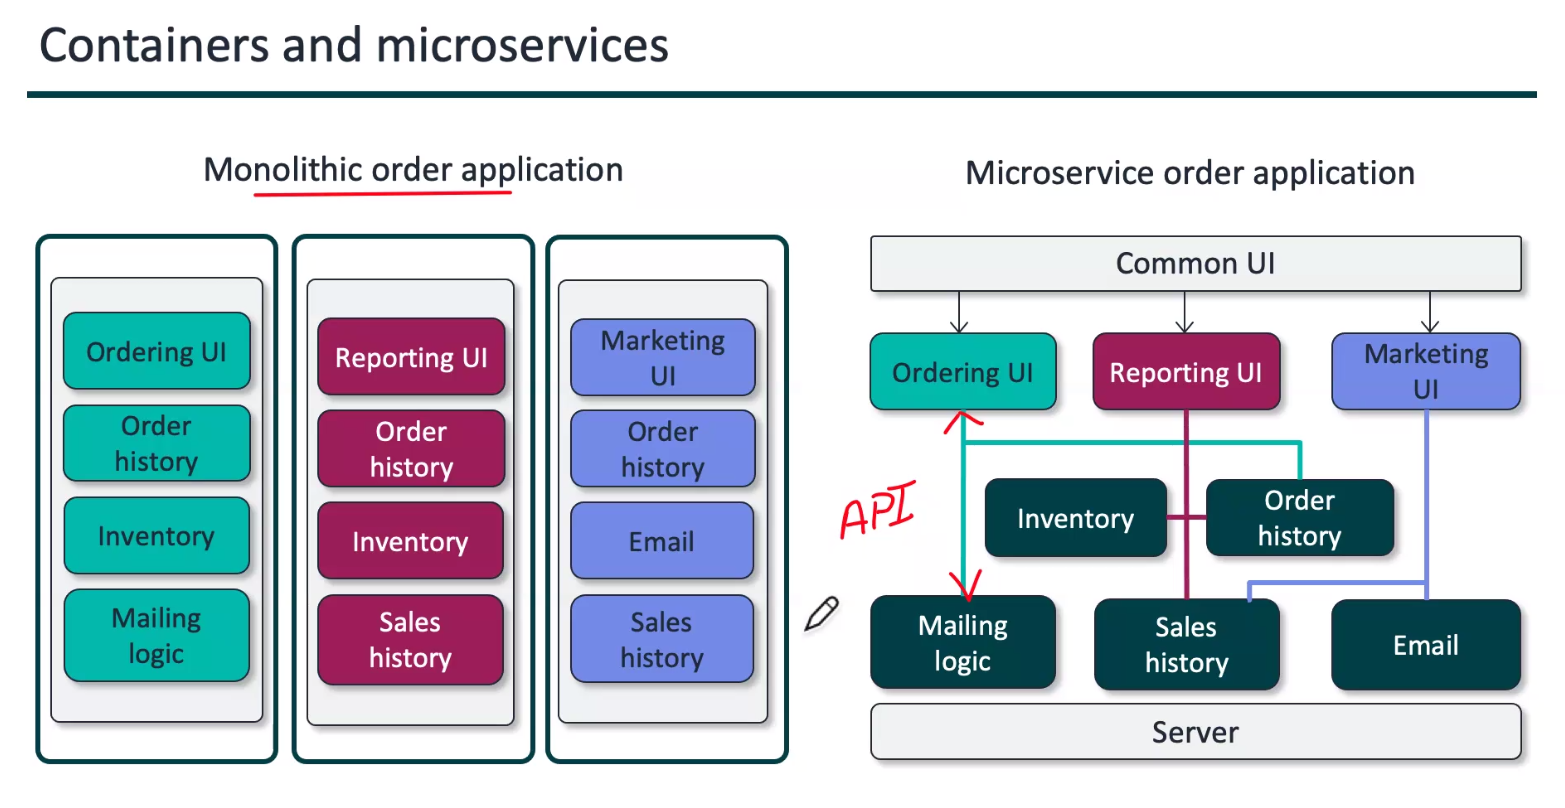 Containers and microservices
Monolithic order application
Ordering UI
Order
history
Inventory
Mailing
logic
Reporting UI
Order
history
Inventory
Sales
history
Marketing
UI
Order
history
Email
Sales
history
Microservice order application
Common UI
Ordering UI
Reporting UI
Marketing
UI
API
Inventory
Order
history
Mailing
logic
Sales
history
Email
Server